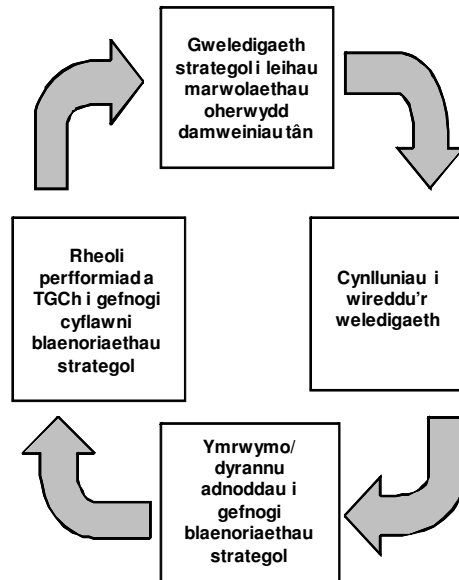 Gweledigaeth
strategol i leihau
marwolaethau
oherwydd
damweiniau tân
Cynlluniau i
wireddu'r
weledigaeth
Ymrwymo/
dyrannu
adnoddau i
gefnogi
blaenoriaethau
strategol
Rheoli
perfformiad a
TGCh i gefnogi
cyflawni
blaenoriaethau
strategol